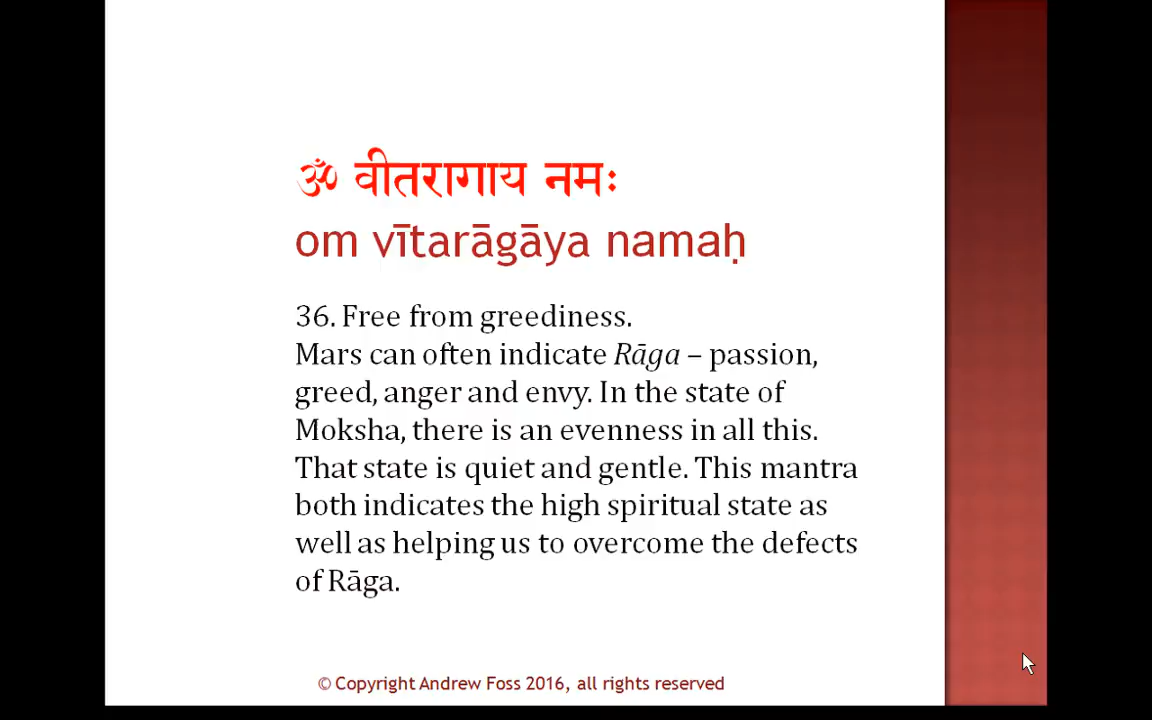 ॐ वीतरागाय नमः
om vītarāgāya namaḥ
36. Free from greediness.
Mars can often indicate Rāga – passion,
greed, anger and envy. In the state of
Moksha, there is an evenness in all this.
That state is quiet and gentle. This mantra
both indicates the high spiritual state as
well as helping us to overcome the defects
of Rāga.
© Copyright Andrew Foss 2016, all rights reserved